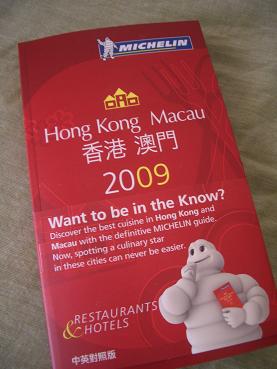 MICHELIN
Hong Kong Macau
香港 澳門
2009
Want to be in the Know?
Discover the best cuisine in Hong Kong and
Macau with the definitive MICHELIN guide.
Now, spotting a culinary star
in these cities can never be easier.
RESTAURANTS
& HOTELS
中英對照版